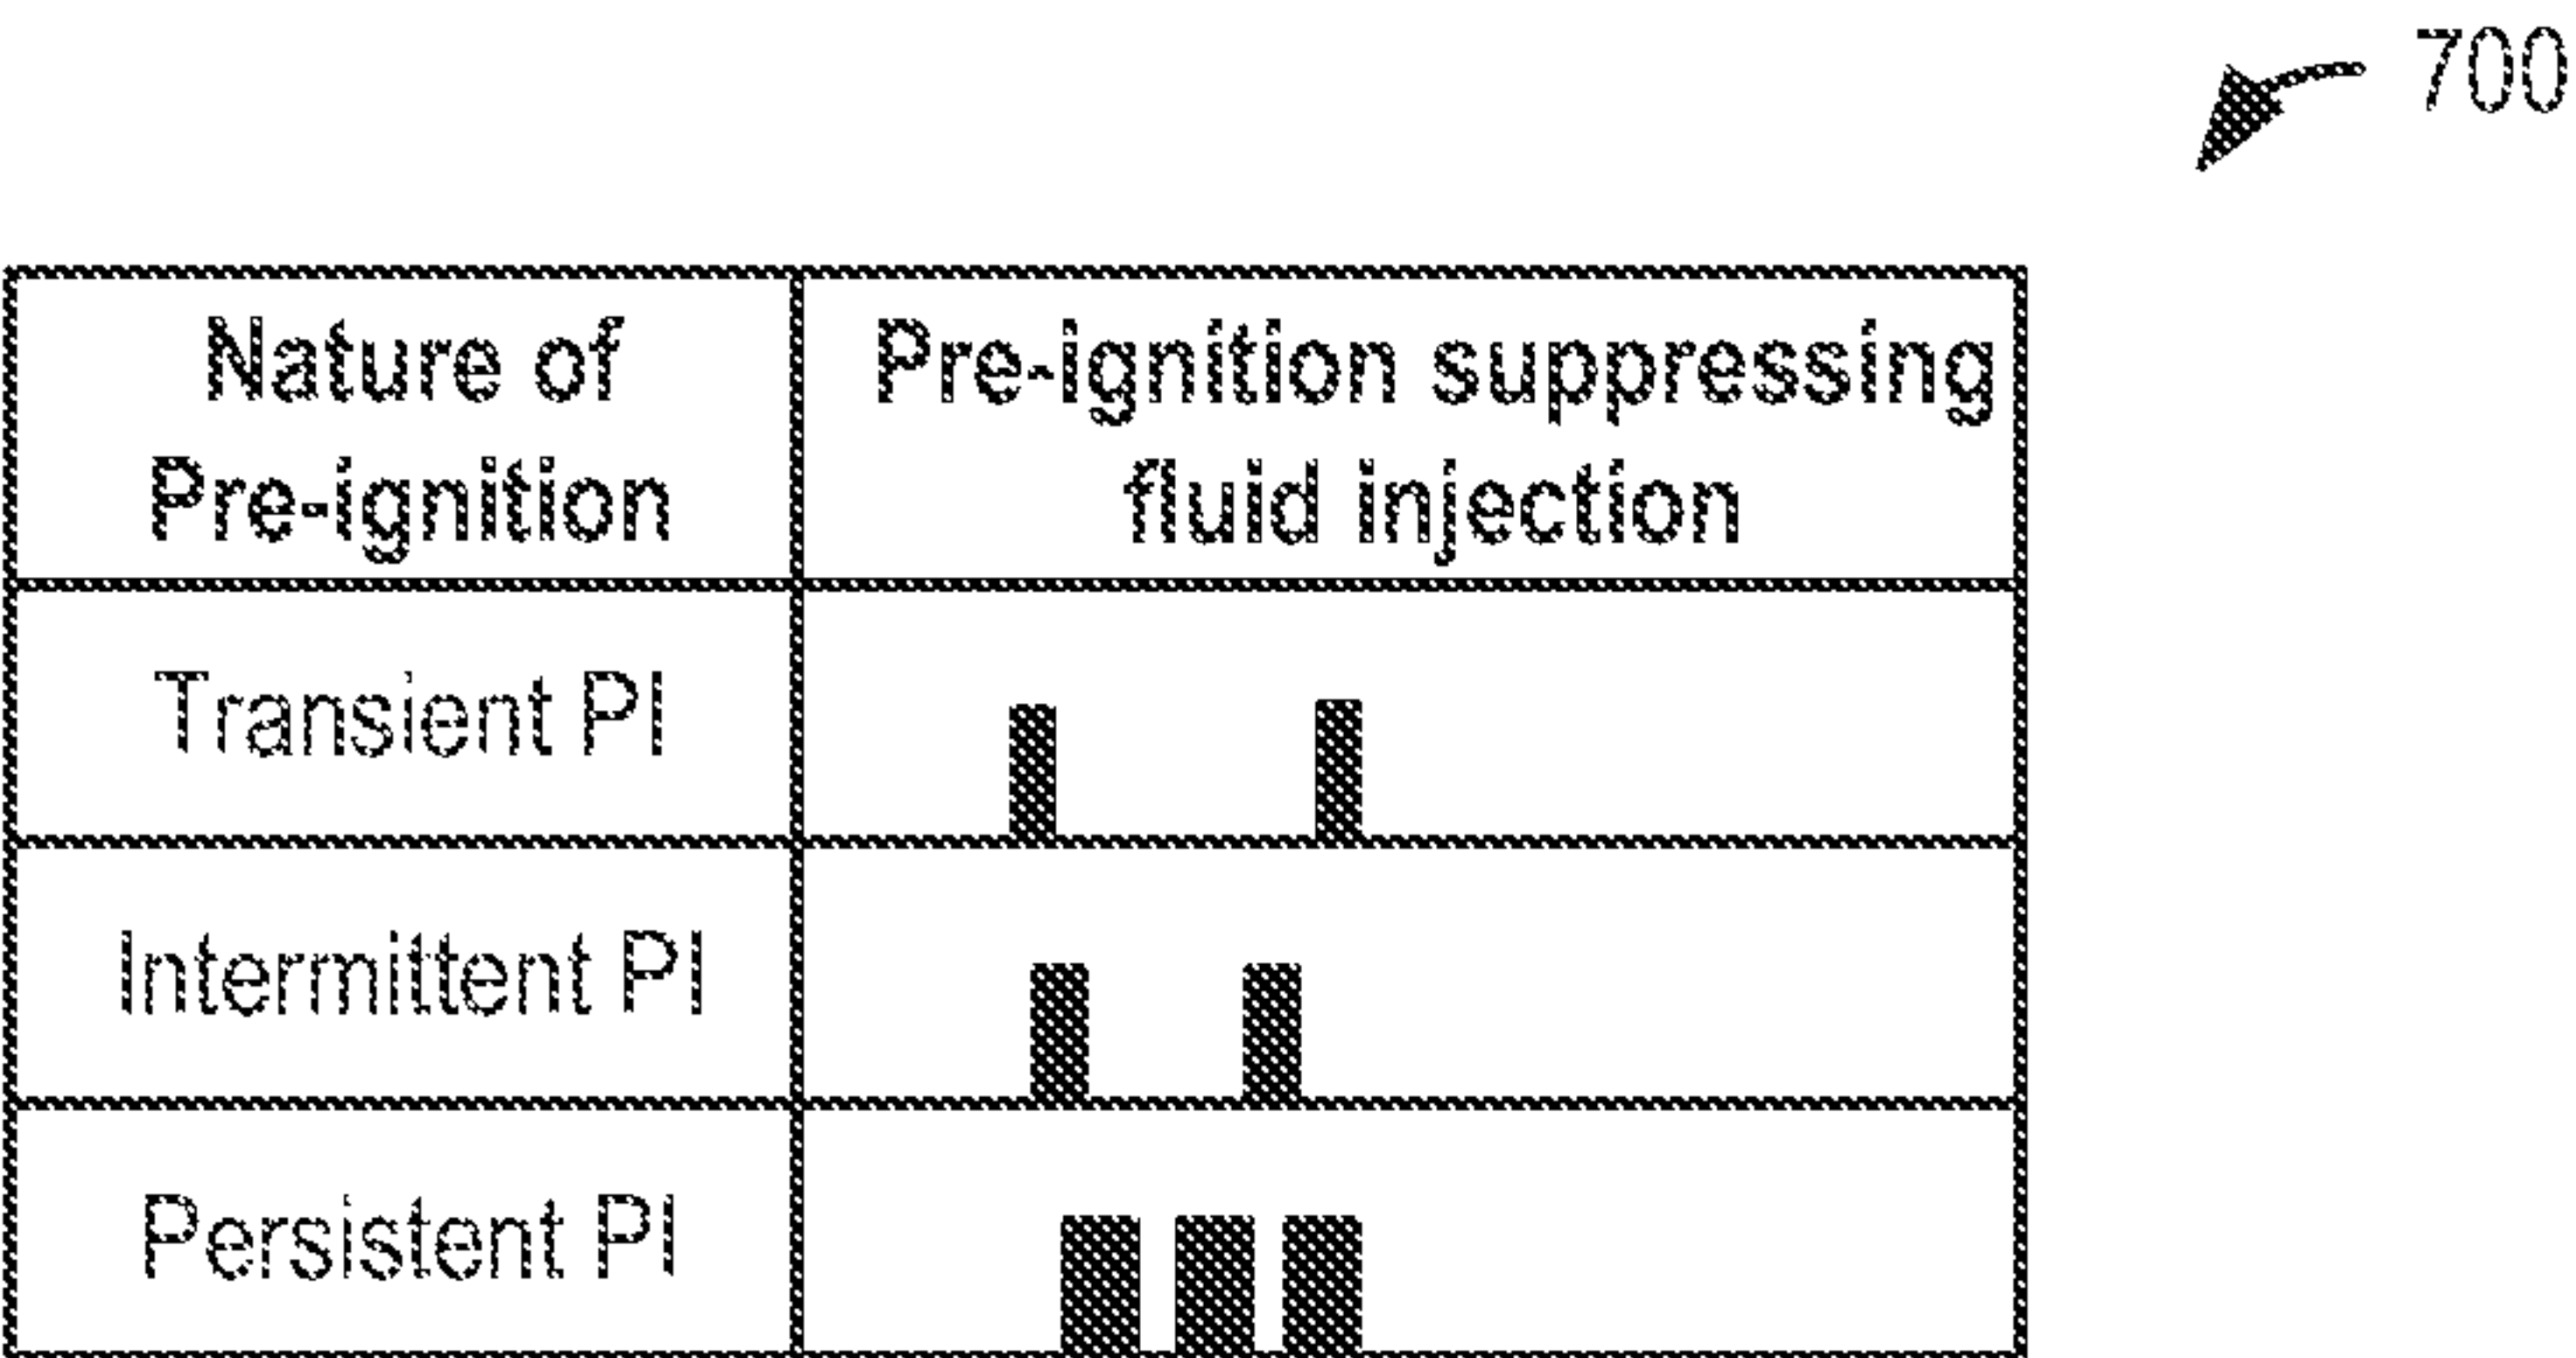 700
Nature of
Pre-ignition
Pre-ignition suppressing
fluid injection
Transient PI
Intermittent PI
Persistent PI